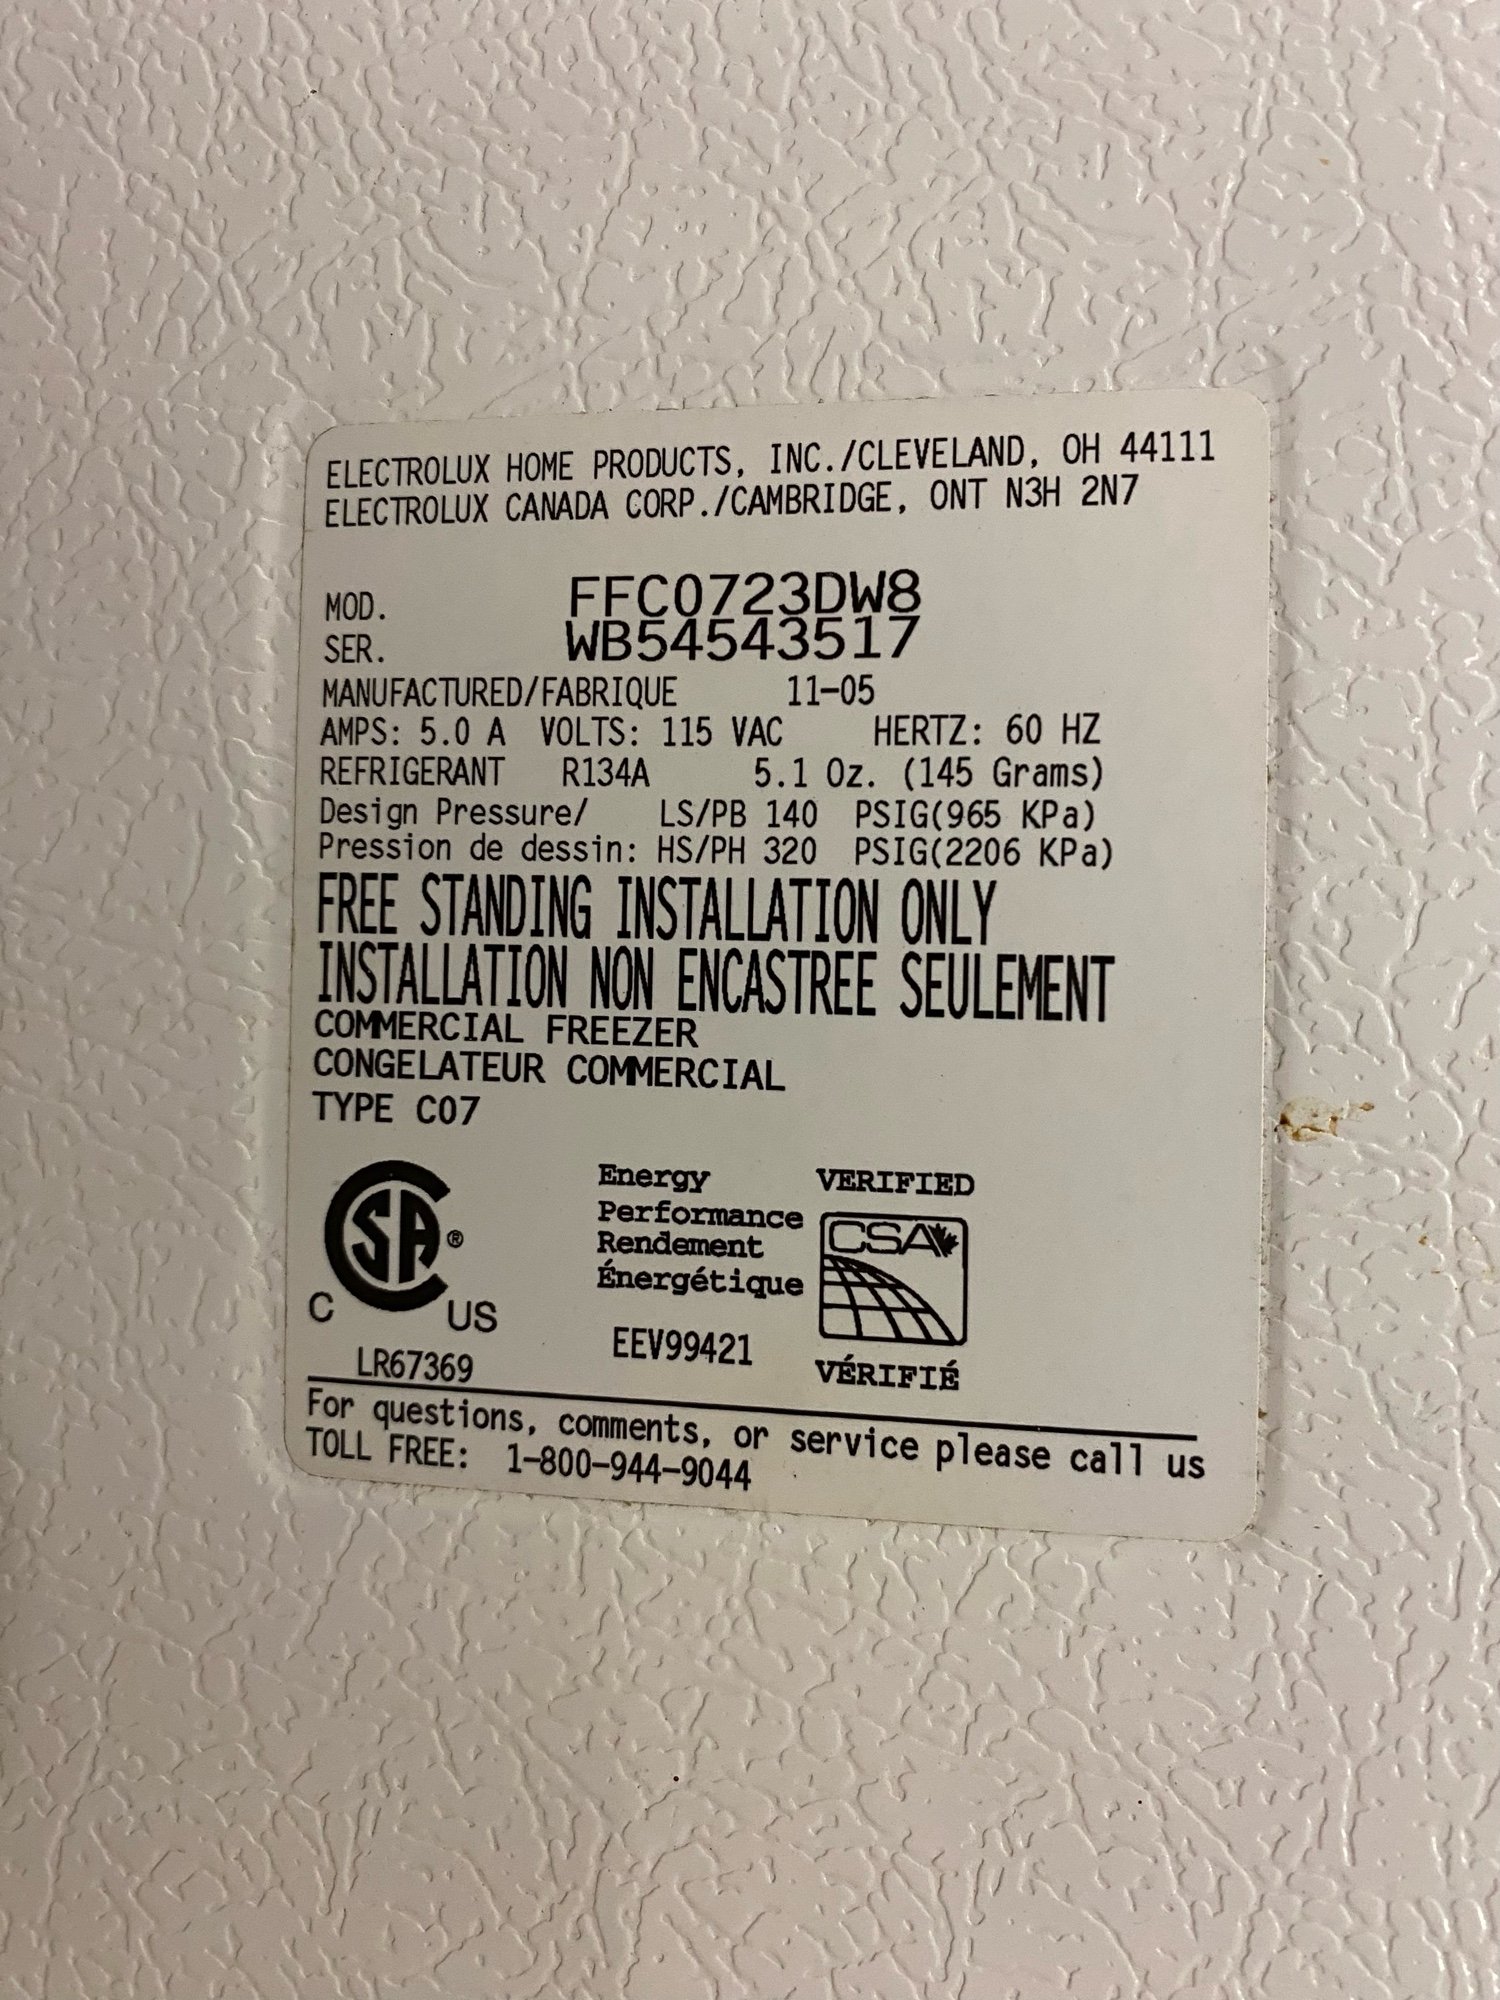 ELECTROLUX HOME PRODUCTS, INC./CLEVELAND, OH 44111
ELECTROLUX CANADA CORP./CAMBRIDGE, ONT N3H 2N7
MOD. FFC0723DW8
SER. WB54543517
MANUFACTURED/FABRIQUE 11-05
AMPS: 5.0 A VOLTS: 115 VAC HERTZ: 60 HZ
REFRIGERANT R134A 5.1 Oz. (145 Grams)
Design Pressure/ LS/PB 140 PSIG(965 KPa)
Pression de dessin: HS/PH 320 PSIG(2206 KPa)
FREE STANDING INSTALLATION ONLY
INSTALLATION NON ENCASTREE SEULEMENT
COMMERCIAL FREEZER
CONGELATEUR COMMERCIAL
TYPE C07
SA®
C US
LR67369
Energy
Performance
Rendement
Énergétique
EEV99421
VERIFIED
CSA
VÉRIFIÉ
For questions, comments, or service please call us
TOLL FREE: 1-800-944-9044